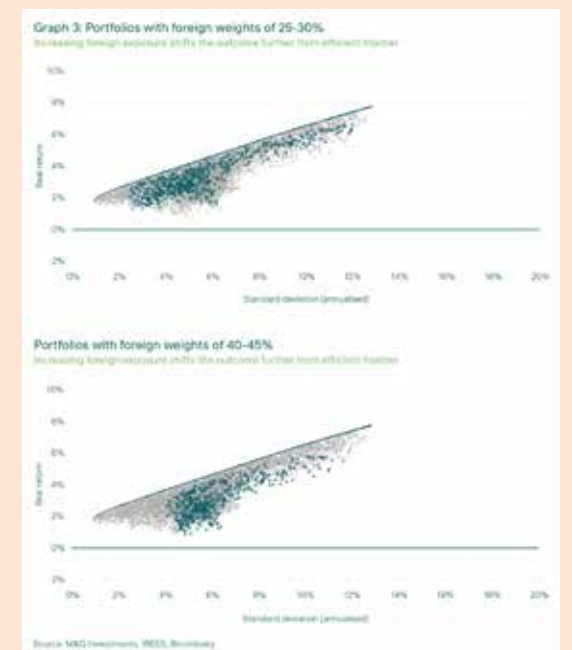 Graph 3: Portfolios with foreign weights of 25-30%
Increasing foreign exposure shifts the outcome further from efficient frontier
10%
8%
6%
4%
2%
0%
2%
Real return
0% 2% 4% 6% 8% 10% 12% 14% 16% 18% 20%
Standard deviation (annualised)
Portfolios with foreign weights of 40-45%
Increasing foreign exposure shifts the outcome further from efficient frontier
10%
8%
6%
4%
2%
0%
2%
Real return
0% 2% 4% 6% 8% 10% 12% 14% 16% 18% 20%
Standard deviation (annualised)
Source: M&G Investments, Bloomberg